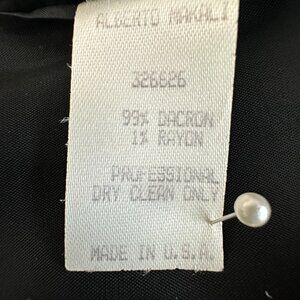 ALBERTO MAKALI
326626
99% DACRON
1% RAYON
PROFESSIONAL
DRY CLEAN ONLY
MADE IN U.S.A.